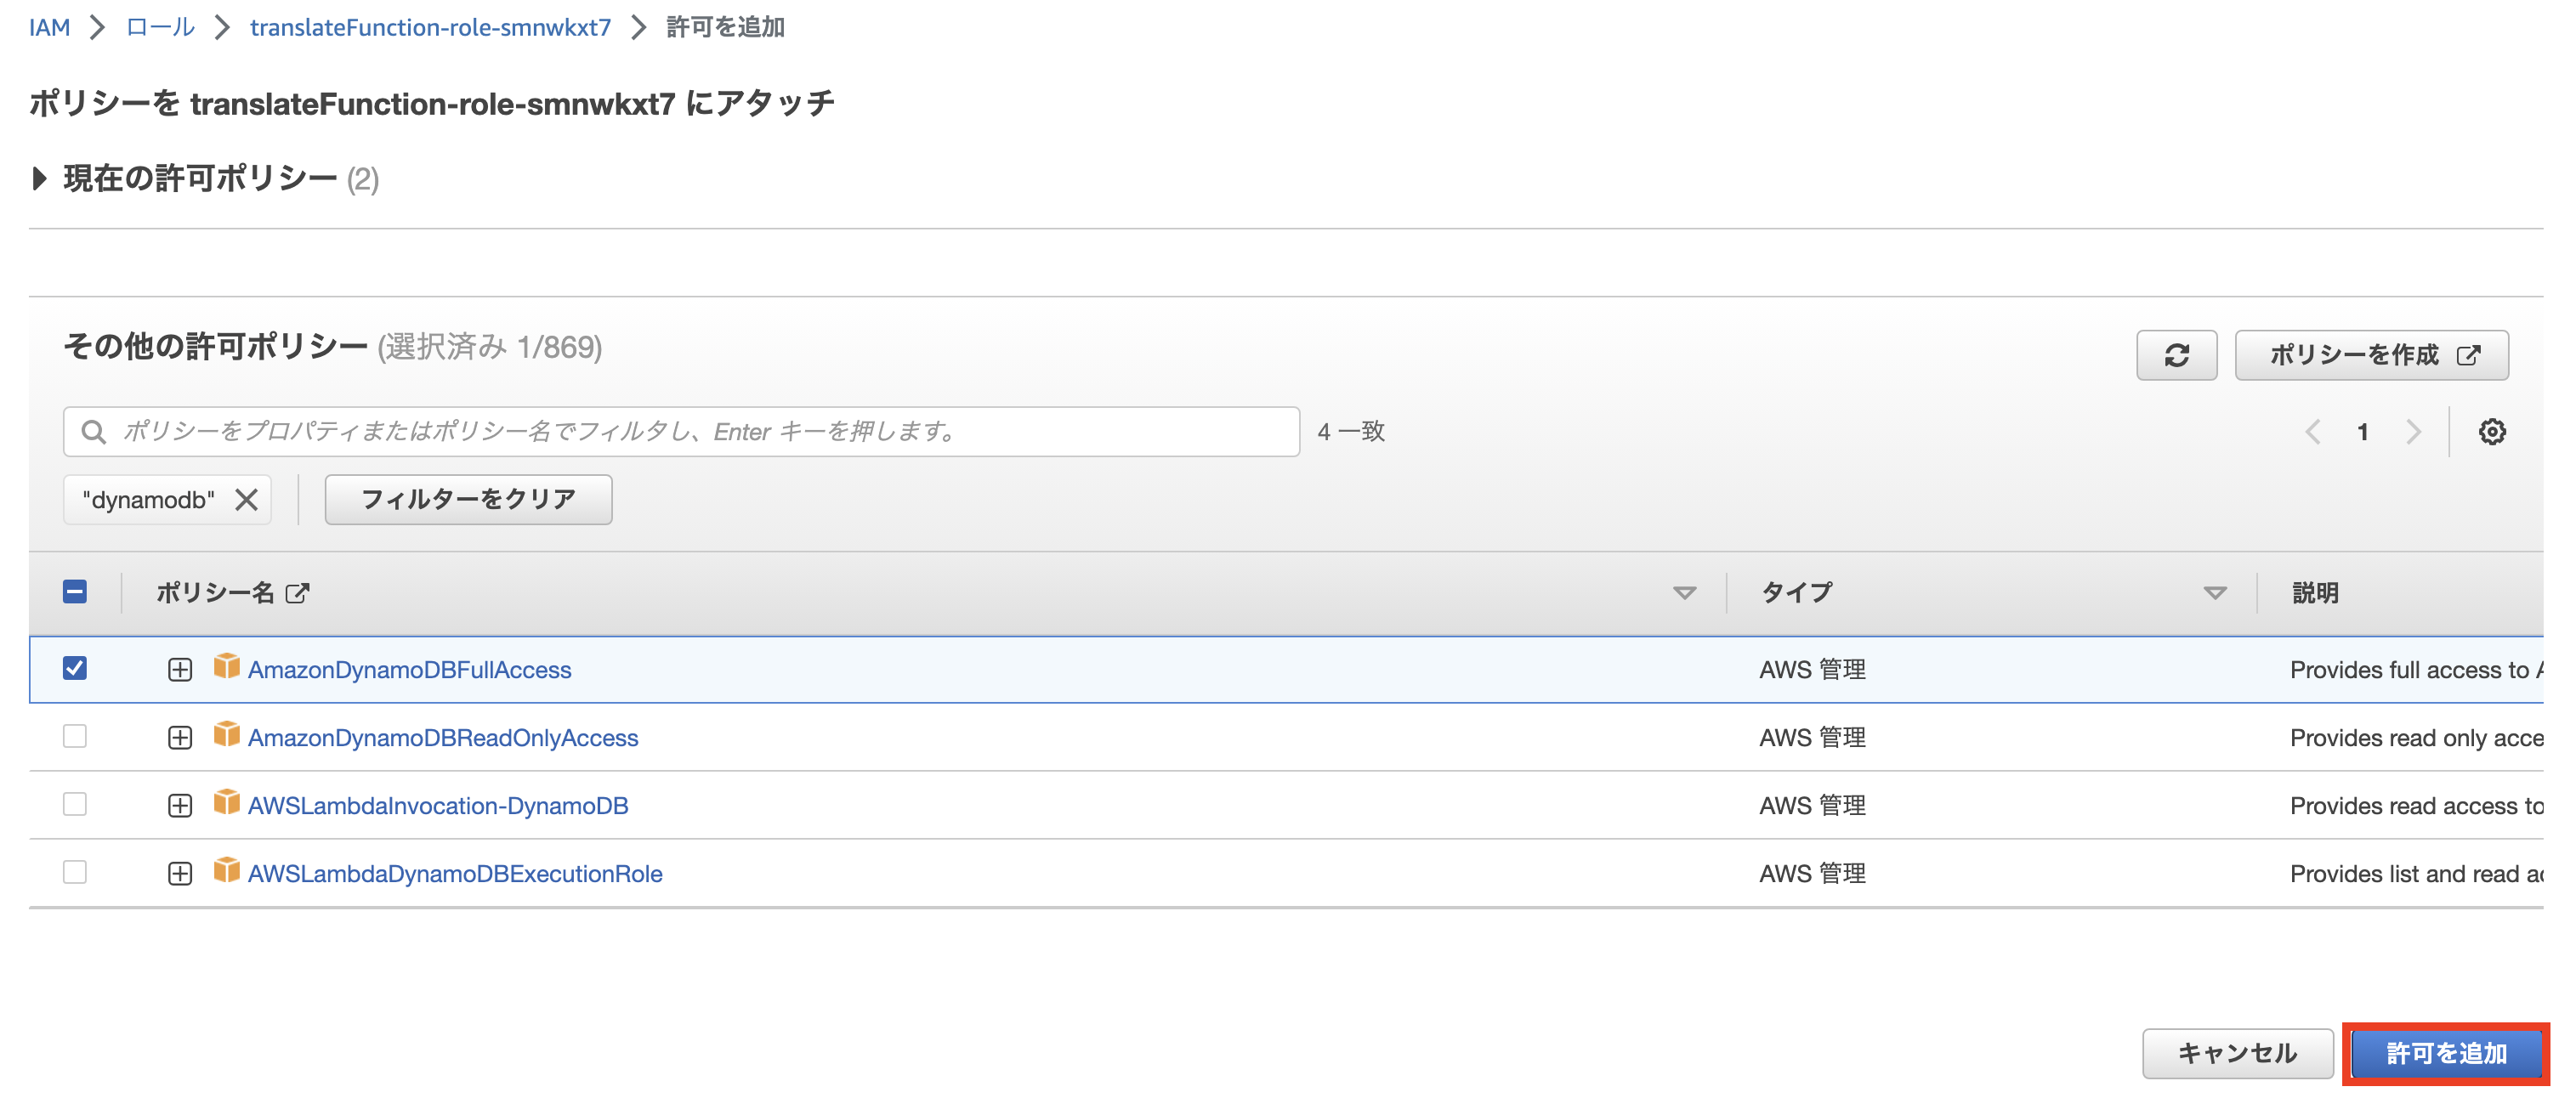 IAM > ロール > translateFunction-role-smnwkxt7 > 許可を追加
ポリシーを translateFunction-role-smnwkxt7 にアタッチ
現在の許可ポリシー (2)
その他の許可ポリシー (選択済み 1/869)
ポリシーを作成
ポリシーをプロパティまたはポリシー名でフィルタし、Enter キーを押します。 4 一致 1
"dynamodb" フィルターをクリア
ポリシー名 タイプ 説明
AmazonDynamoDBFullAccess AWS 管理 Provides full access to
AmazonDynamoDBReadOnlyAccess AWS 管理 Provides read only acce
AWSLambdaInvocation-DynamoDB AWS 管理 Provides read access to
AWSLambdaDynamoDBExecutionRole AWS 管理 Provides list and read
キャンセル 許可を追加